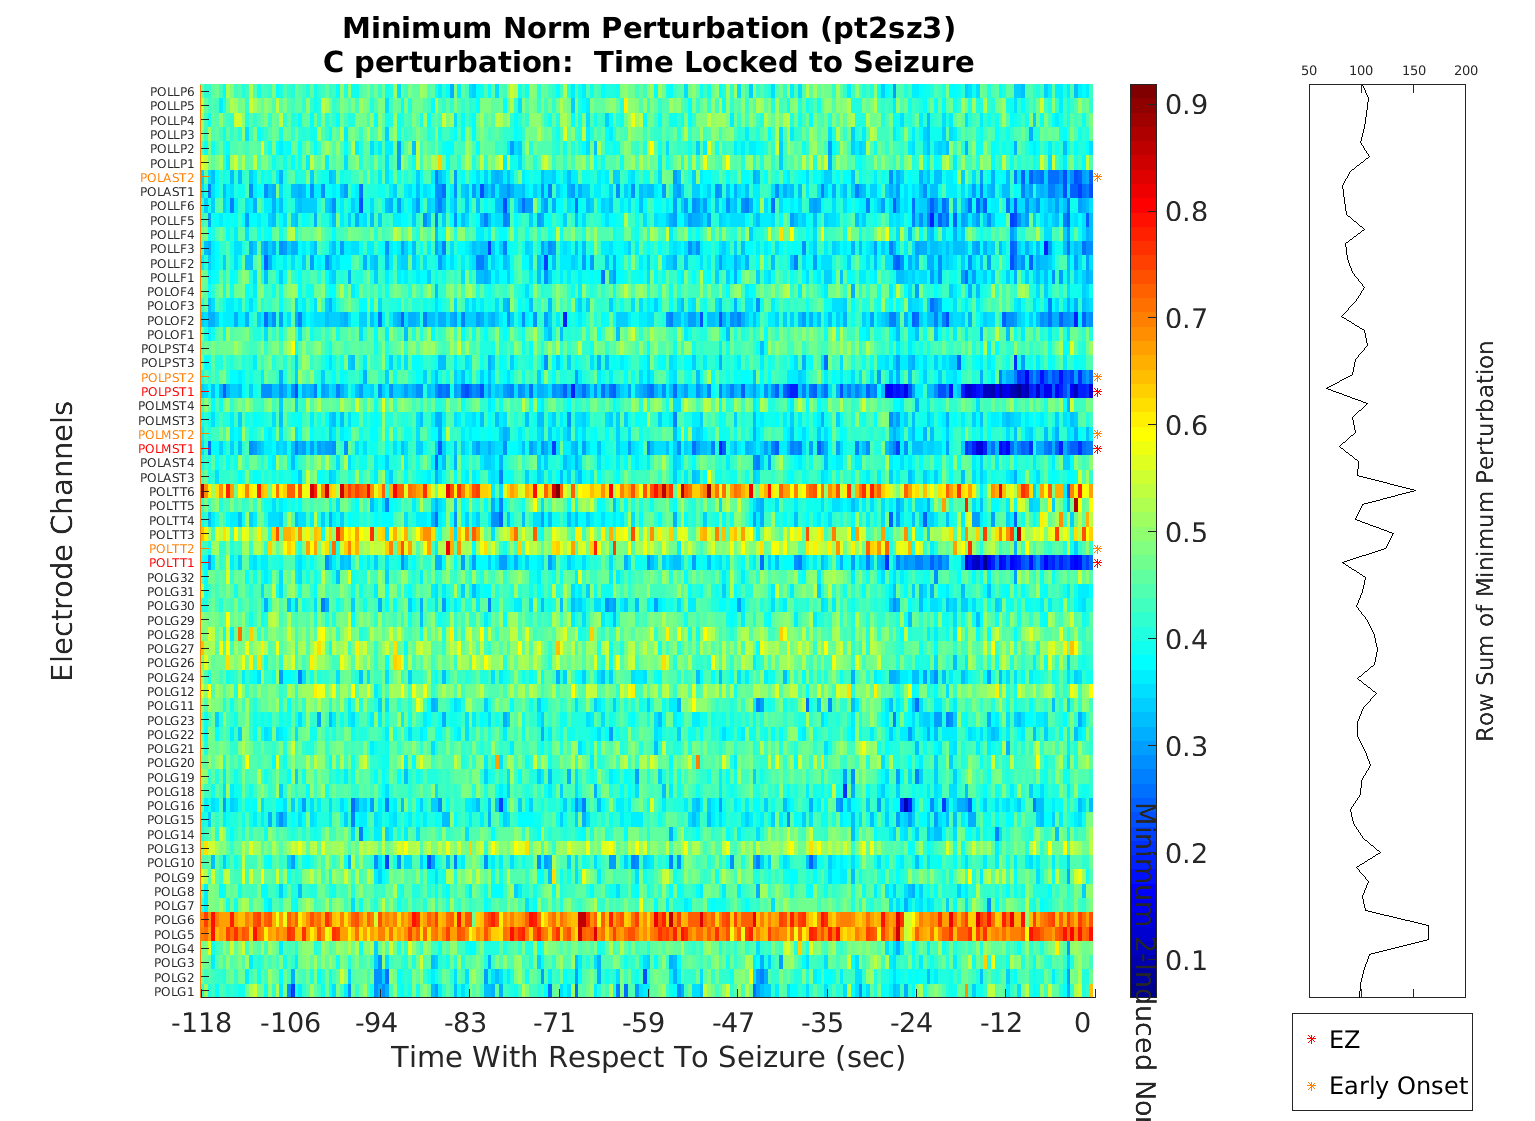 Minimum Norm Perturbation (pt2sz3)
C perturbation:  Time Locked to Seizure
50 100 150 200
POLLP6
POLLP5
POLLP4
POLLP3
POLLP2
POLLP1
POLAST2
POLAST1
POLLF6
POLLF5
POLLF4
POLLF3
POLLF2
POLLF1
POLOF4
POLOF3
POLOF2
POLOF1
POLPST4
POLPST3
POLPST2
POLPST1
POLMST4
POLMST3
POLMST2
POLMST1
POLAST4
POLAST3
POLTT6
POLTT5
POLTT4
POLTT3
POLTT2
POLTT1
POLG32
POLG31
POLG30
POLG29
POLG28
POLG27
POLG26
POLG24
POLG12
POLG11
POLG23
POLG22
POLG21
POLG20
POLG19
POLG18
POLG16
POLG15
POLG14
POLG13
POLG10
POLG9
POLG8
POLG7
POLG6
POLG5
POLG4
POLG3
POLG2
POLG1
Electrode Channels
-118 -106 -94 -83 -71 -59 -47 -35 -24 -12 0
Time With Respect To Seizure (sec)
0.9
0.8
0.7
0.6
0.5
0.4
0.3
0.2
0.1
Minimum 2-Induced Nor
Row Sum of Minimum Perturbation
EZ
Early Onset